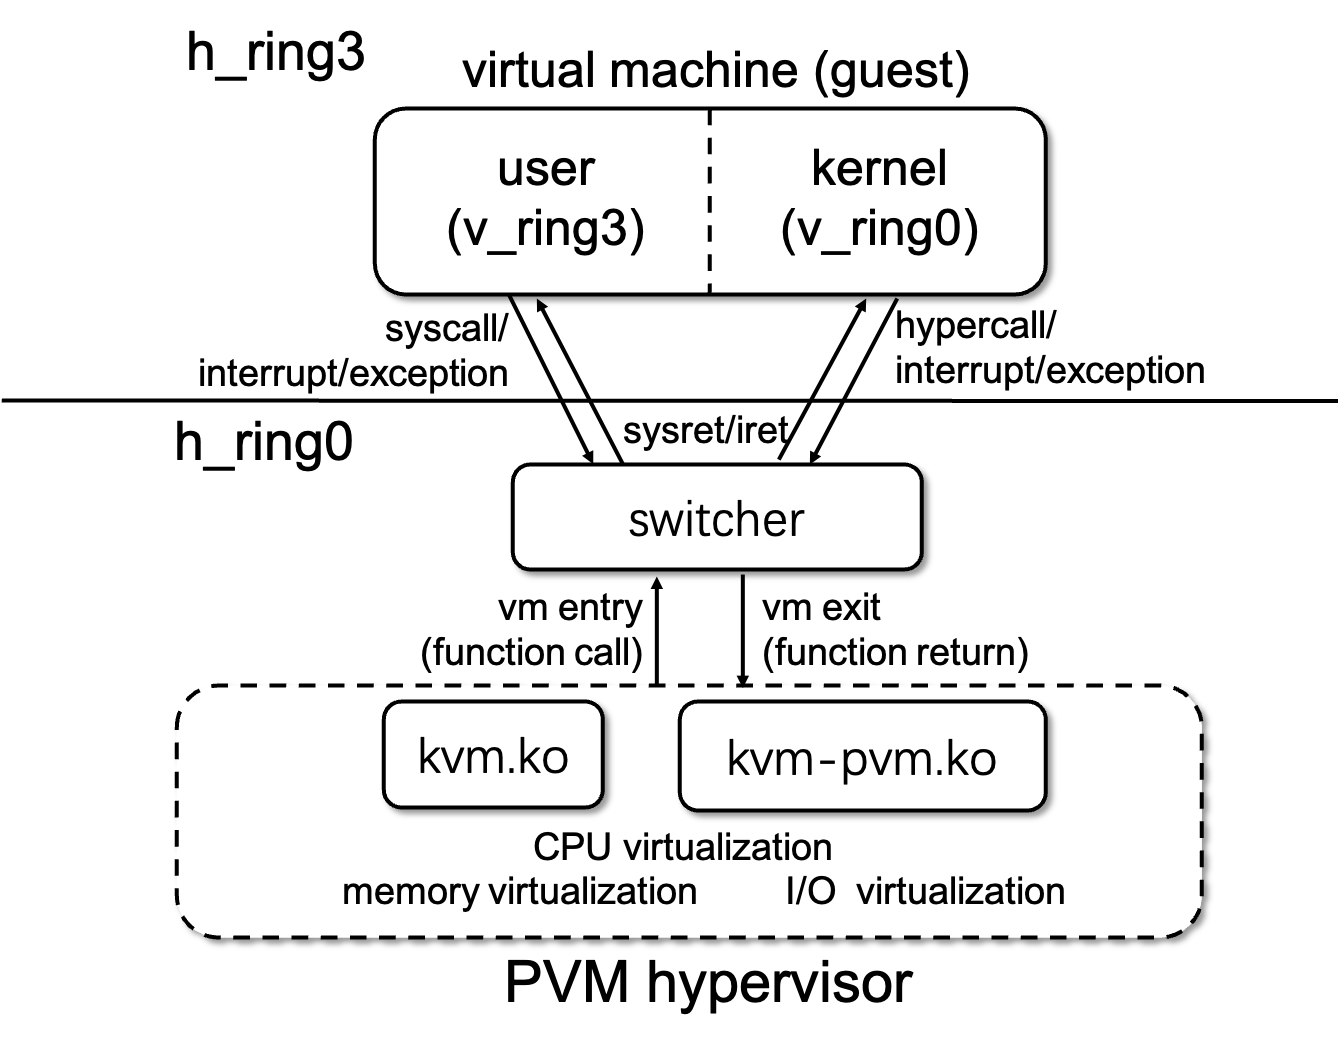 h_ring3
virtual machine (guest)
user
(v_ring3)
kernel
(v_ring0)
syscall/
interrupt/exception
hypercall/
interrupt/exception
h_ring0
sysret/iret
switcher
vm entry
(function call)
vm exit
(function return)
kvm.ko
kvm-pvm.ko
CPU virtualization
memory virtualization
I/O virtualization
PVM hypervisor